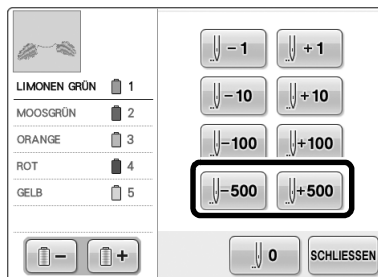 LIMONEN GRÜN 1
MOOSGRÜN 2
ORANGE 3
ROT 4
GELB 5
- +
-1 +1
-10 +10
-100 +100
-500 +500
0 SCHLIESSEN